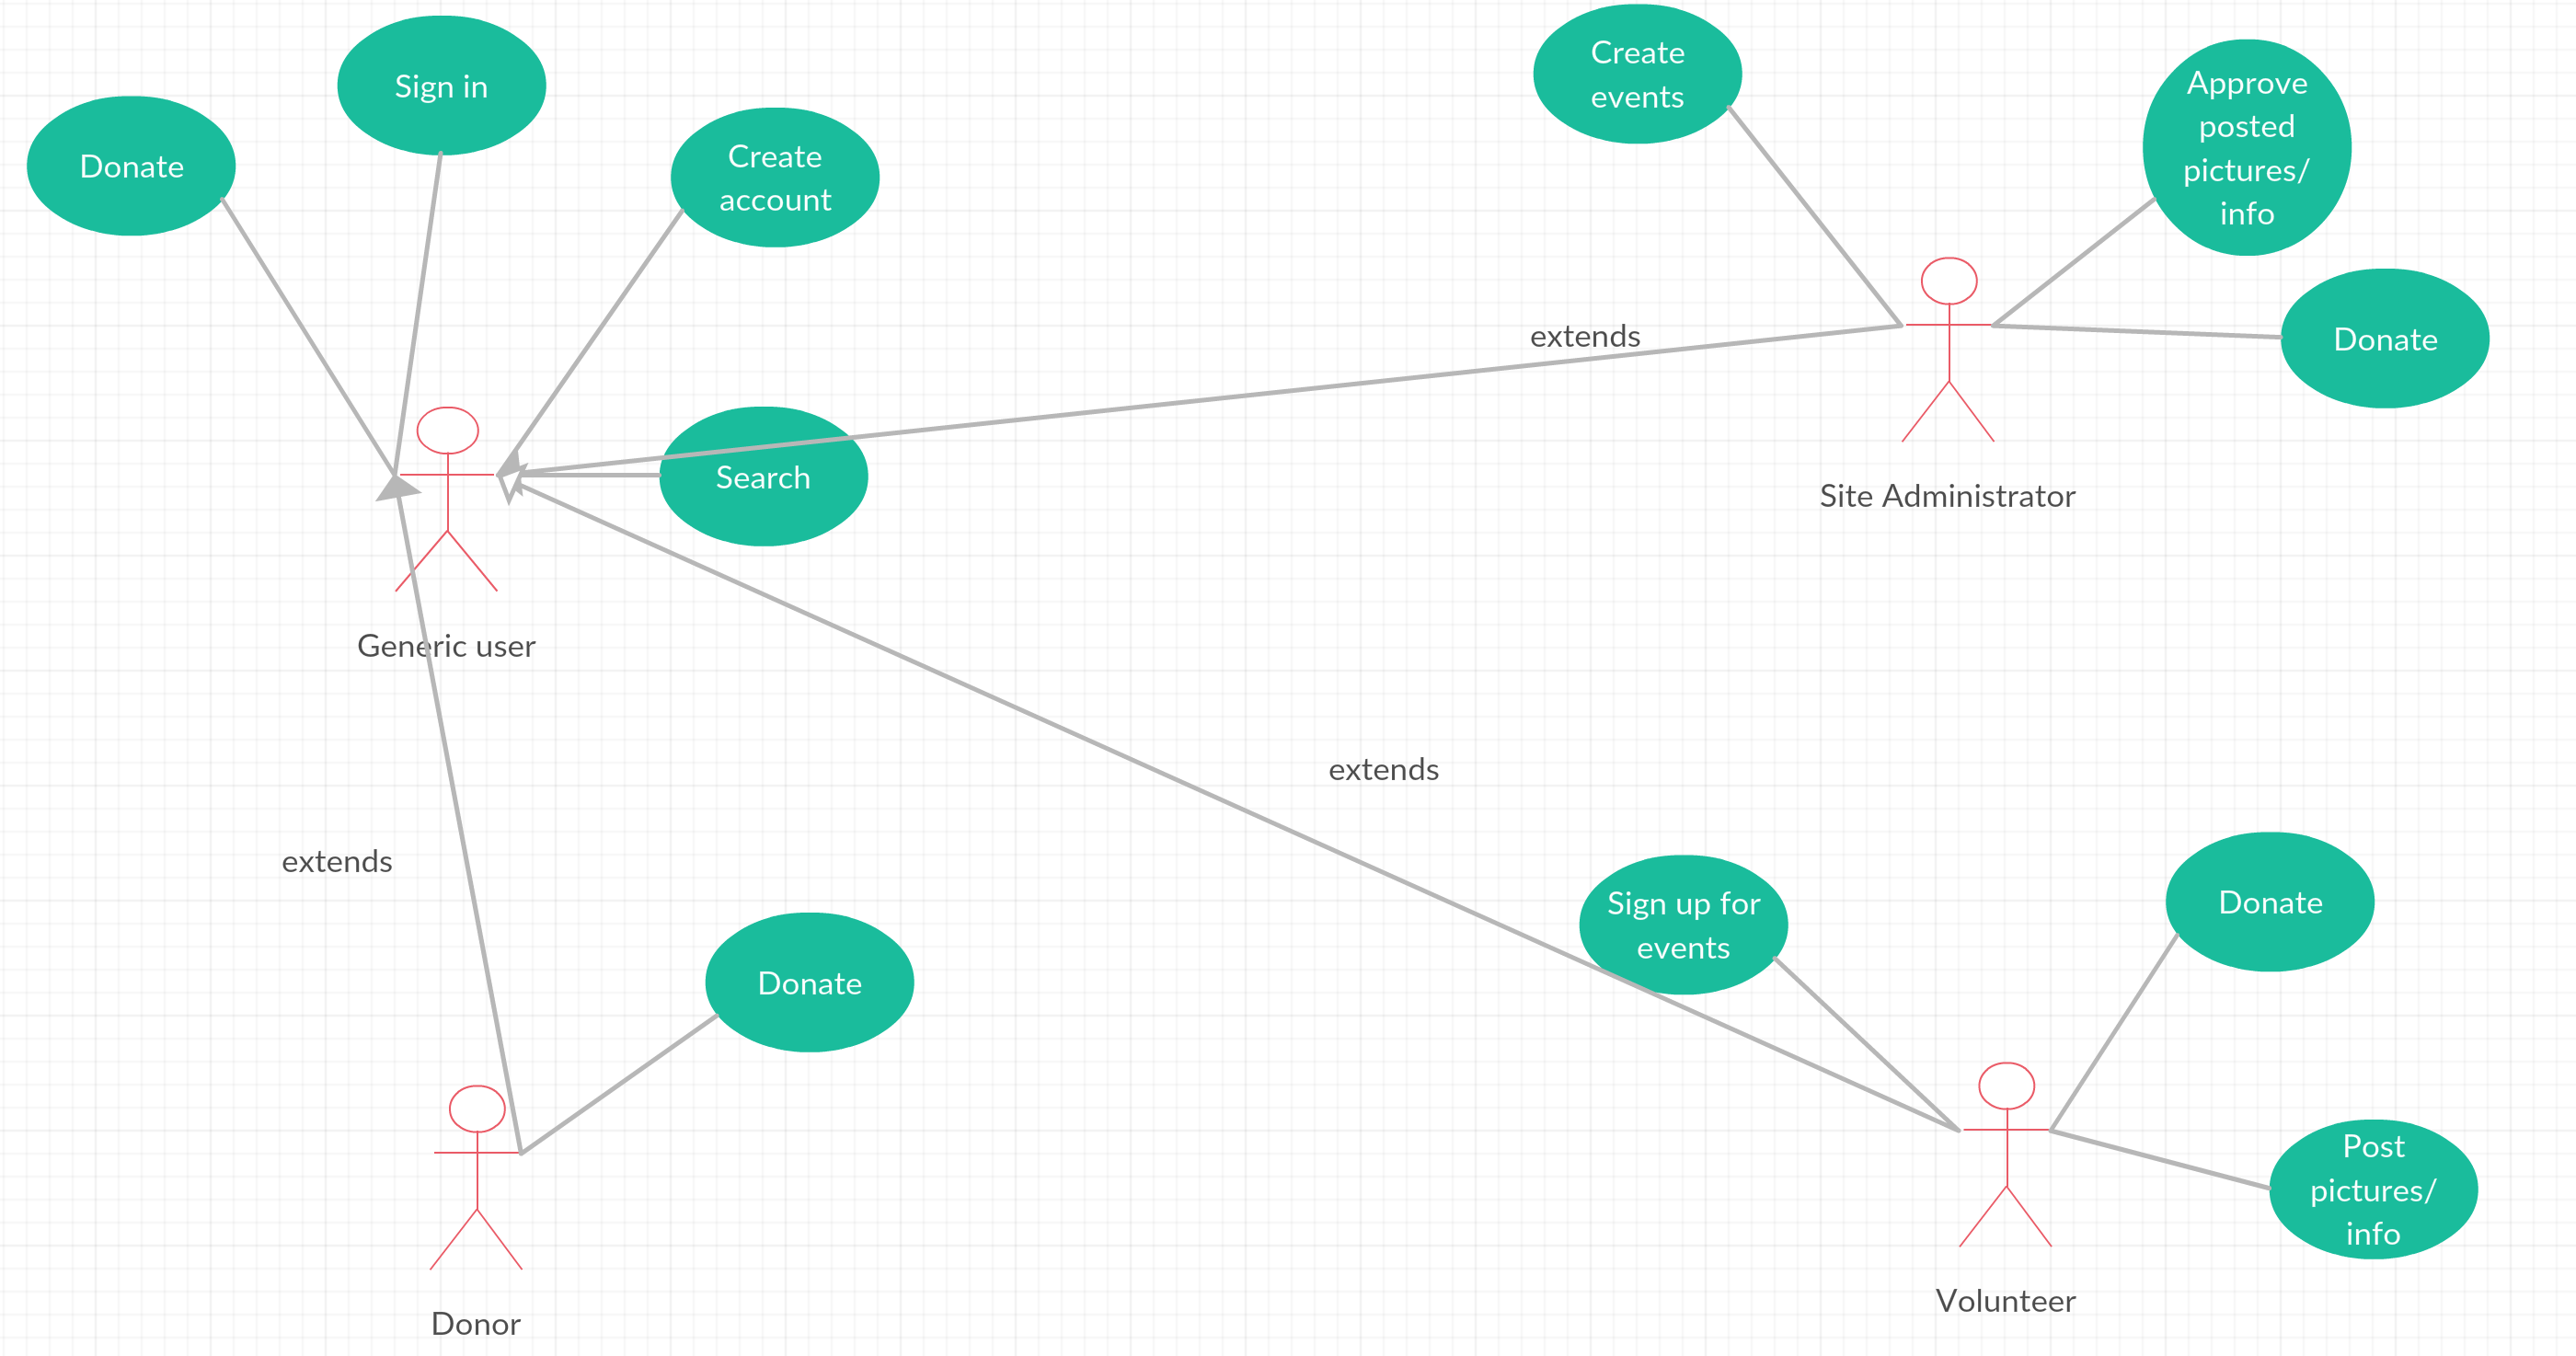 Sign in
Donate
Create
account
Create
events
Approve
posted
pictures/
info
extends
Donate
Search
Site Administrator
Generic user
extends
extends
Donate
Sign up for
events
Donate
Post
pictures/
info
Donor
Volunteer